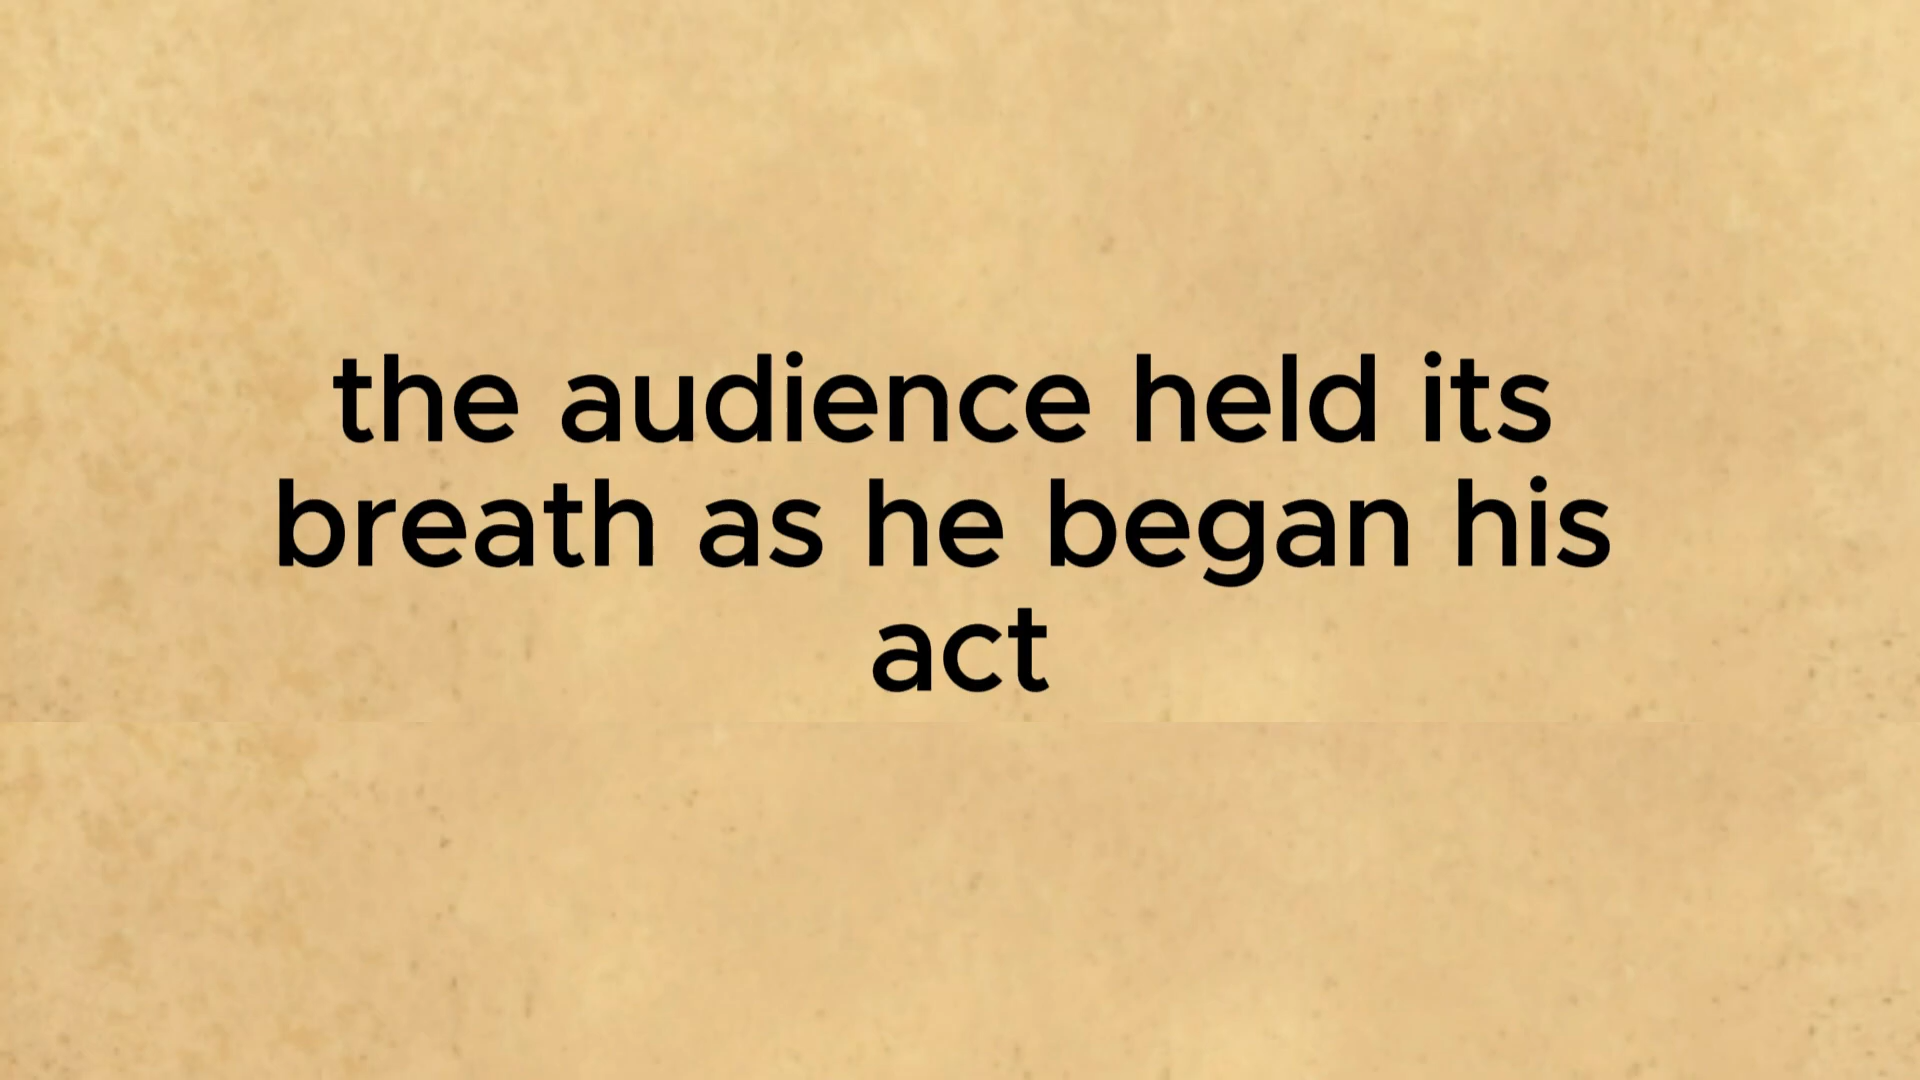 the audience held its
breath as he began his
act